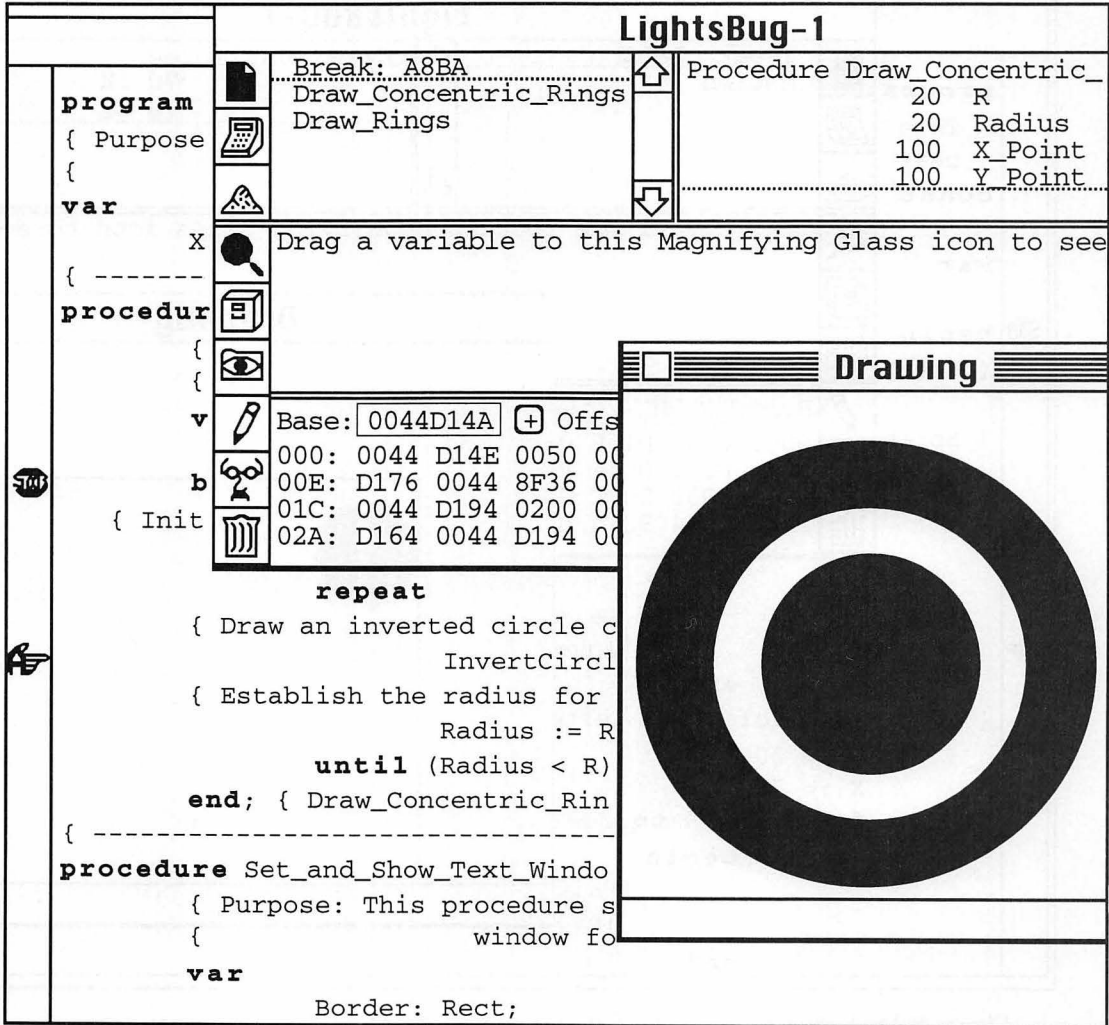 LightsBug-1
Break: A8BA
Draw_Concentric_Rings
Draw_Rings
Procedure Draw_Concentric_
20 R
20 Radius
100 X_Point
100 Y_Point
Drag a variable to this Magnifying Glass icon to see
Base: 0044D14A + Offs
000: 0044 D14E 0050 00
00E: D176 0044 8F36 00
01C: 0044 D194 0200 00
02A: D164 0044 D194 00
Drawing
program
{ Purpose
{
var
X
{ -------
procedur
{
{
v
b
{ Init
repeat
{ Draw an inverted circle c
InvertCircl
{ Establish the radius for
Radius := R
until (Radius < R)
end; { Draw_Concentric_Rin
{ ---------------------------------
procedure Set_and_Show_Text_Windo
{ Purpose: This procedure s
{ window fo
var
Border: Rect;